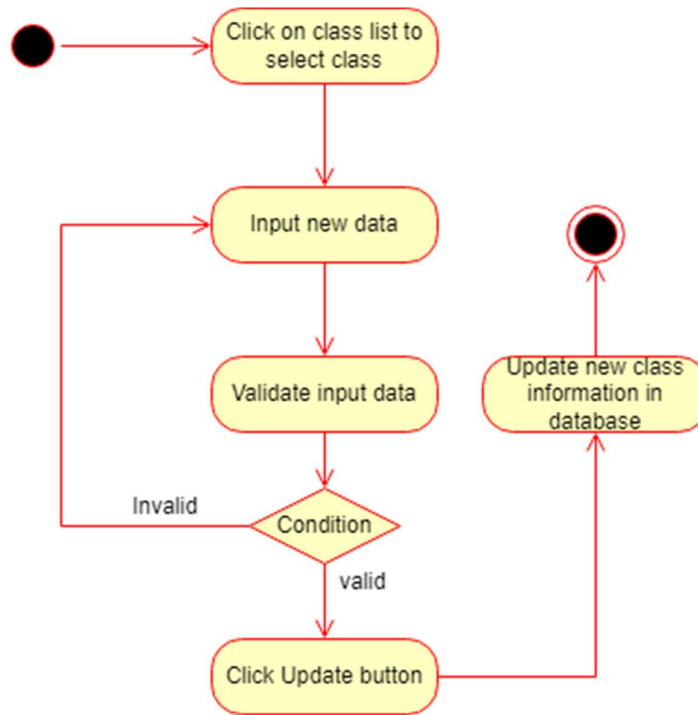 Click on class list to
select class
Input new data
Validate input data
Update new class
information in
database
Invalid
Condition
valid
Click Update button